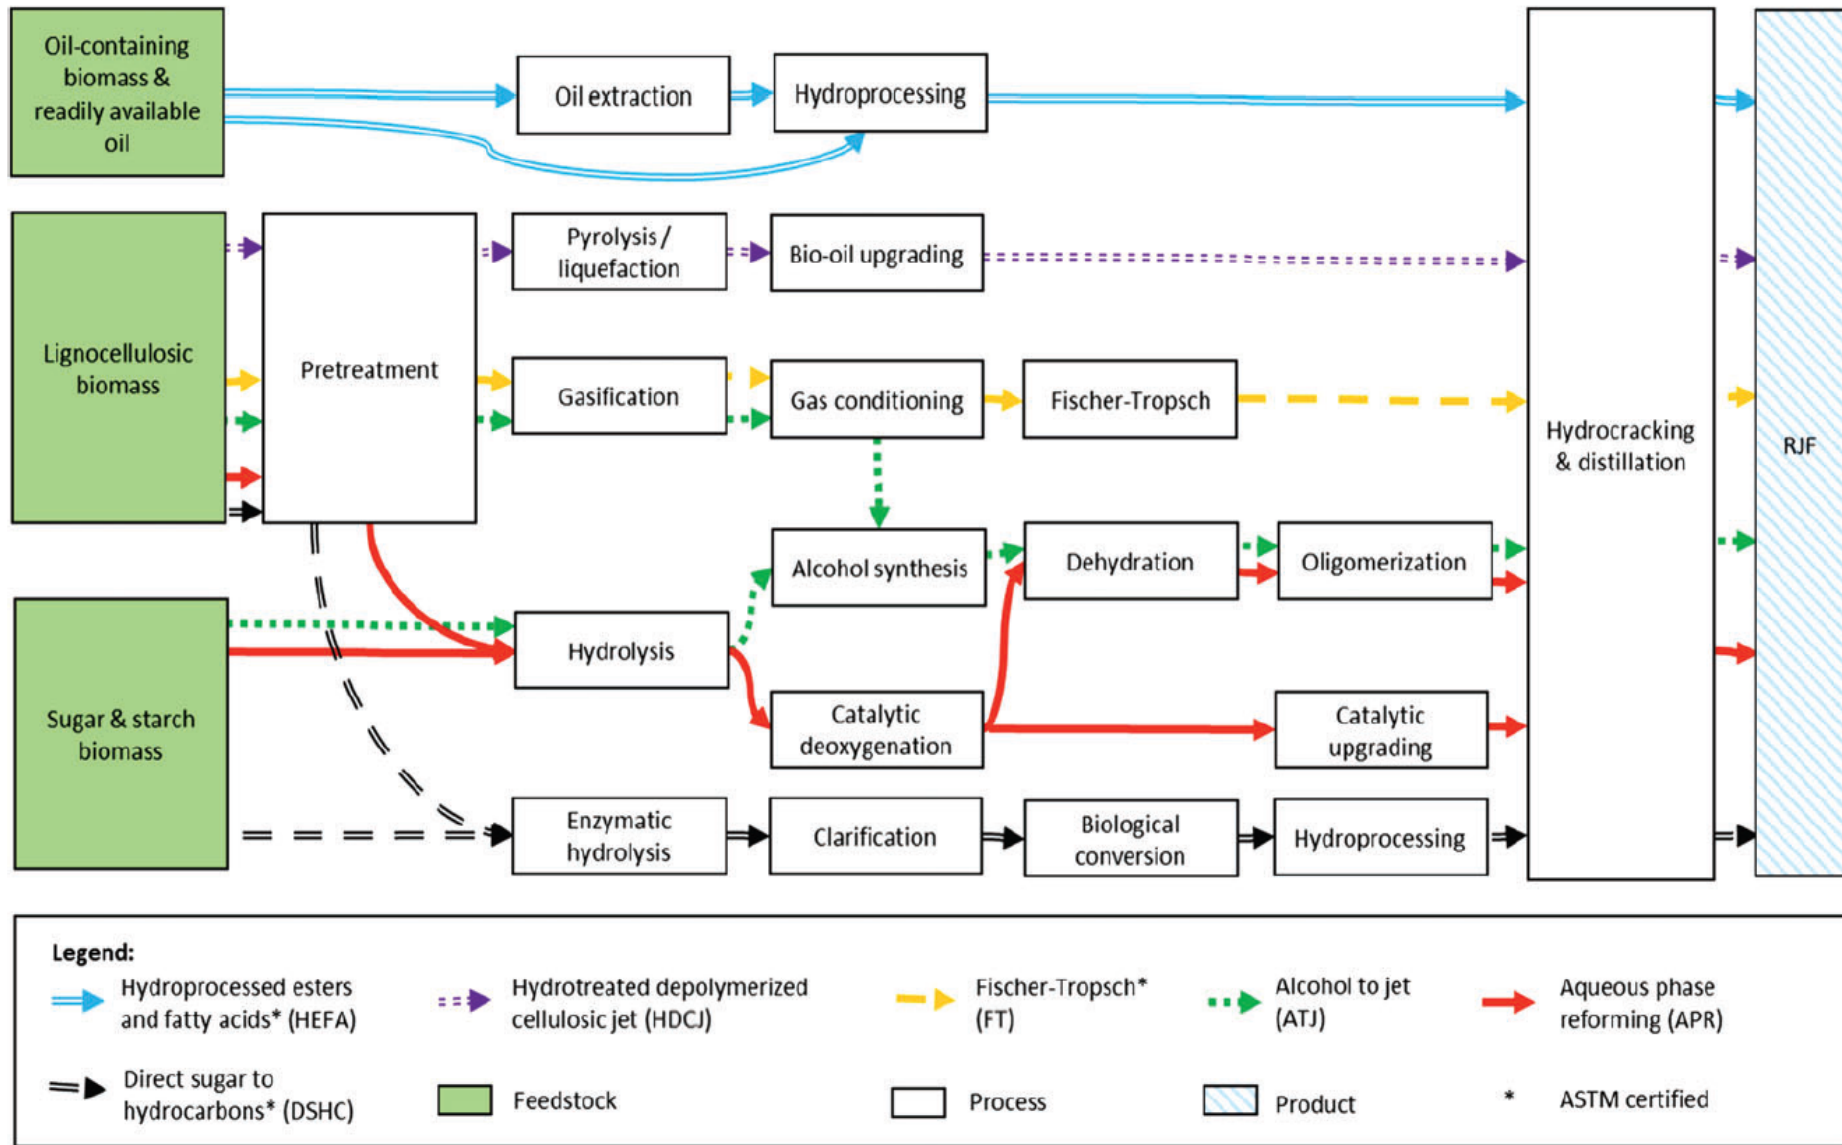 Oil-containing
biomass &
readily available
oil
Oil extraction
Hydroprocessing
Lignocellulosic
biomass
Pretreatment
Pyrolysis /
liquefaction
Bio-oil upgrading
Gasification
Gas conditioning
Fischer-Tropsch
Hydrocracking
& distillation
RJF
Alcohol synthesis
Dehydration
Oligomerization
Sugar & starch
biomass
Hydrolysis
Catalytic
deoxygenation
Catalytic
upgrading
Enzymatic
hydrolysis
Clarification
Biological
conversion
Hydroprocessing
Legend:
Hydroprocessed esters
and fatty acids* (HEFA)
Hydrotreated depolymerized
cellulosic jet (HDCJ)
Fischer-Tropsch*
(FT)
Alcohol to jet
(ATJ)
Aqueous phase
reforming (APR)
Direct sugar to
hydrocarbons* (DSHC)
Feedstock
Process
Product
* ASTM certified